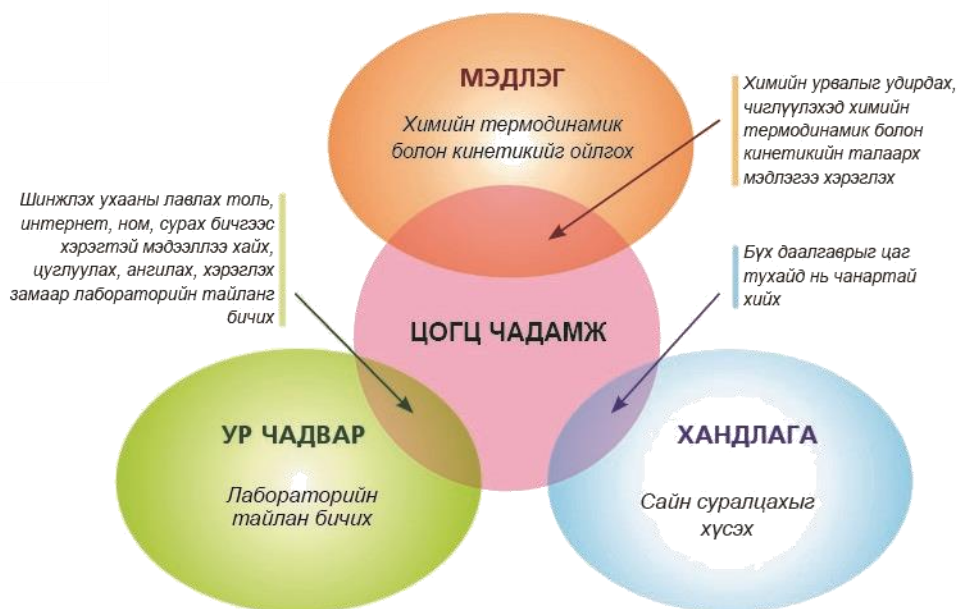 МЭДЛЭГ
Химийн термодинамик
болон кинетикийг ойлгох
Химийн урвалыг удирдах,
чиглүүлэхэд химийн
термодинамик болон
кинетикийн талаарх
мэдлэгээ хэрэглэх
Шинжлэх ухааны лавлах толь,
интернет, ном, сурах бичгээс
хэрэгтэй мэдээллээ хайх,
цуглуулах, ангилах, хэрэглэх
замаар лабораторийн тайланг
бичих
Бүх даалгаврыг цаг
тухайд нь чанартай
хийх
ЦОГЦ ЧАДАМЖ
УР ЧАДВАР
Лабораторийн
тайлан бичих
ХАНДЛАГА
Сайн суралцахыг
хүсэх